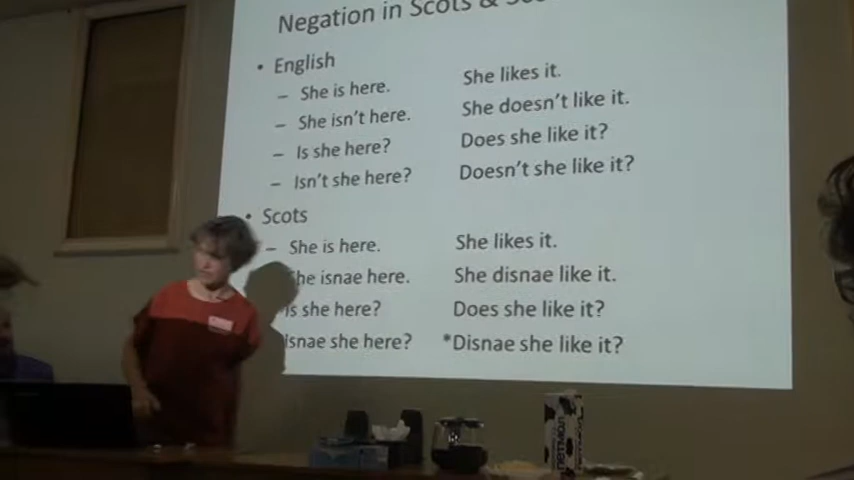 Negation in Scots &
• English
– She is here. She likes it.
– She isn't here. She doesn't like it.
– Is she here? Does she like it?
– Isn't she here? Doesn't she like it?
• Scots
– She is here. She likes it.
She isnae here. She disnae like it.
Is she here? Does she like it?
isnae she here? *Disnae she like it?